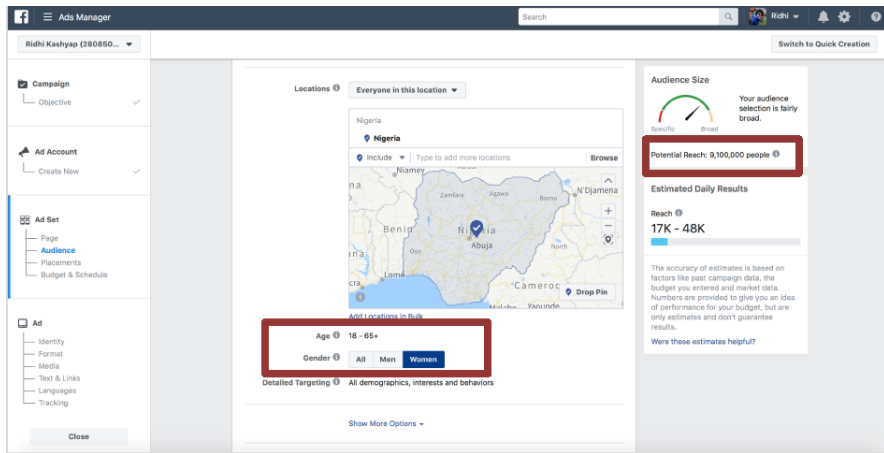 Ads Manager
Search
Ridhi
Ridhi Kashyap (280850...
Switch to Quick Creation
Campaign
Objective
Ad Account
Create New
Ad Set
Page
Audience
Placements
Budget & Schedule
Ad
Identity
Format
Media
Text & Links
Languages
Tracking
Close
Locations
Everyone in this location
Nigeria
Nigeria
Include
Type to add more locations
Browse
Niamey
Zamfara
Jigawa
Borno
N'Djamena
Benin
Nigeria
Abuja
Oyo
North
Lomé
Cameroc
Drop Pin
Yaounde
Add Locations in Bulk
Age 18 - 65+
Gender All Men Women
Detailed Targeting All demographics, interests and behaviors
Show More Options
Audience Size
Your audience
selection is fairly
broad.
Specific Broad
Potential Reach: 9,100,000 people
Estimated Daily Results
Reach
17K - 48K
The accuracy of estimates is based on
factors like past campaign data, the
budget you entered and market data.
Numbers are provided to give you an idea
of performance for your budget, but are
only estimates and don't guarantee
results.
Were these estimates helpful?